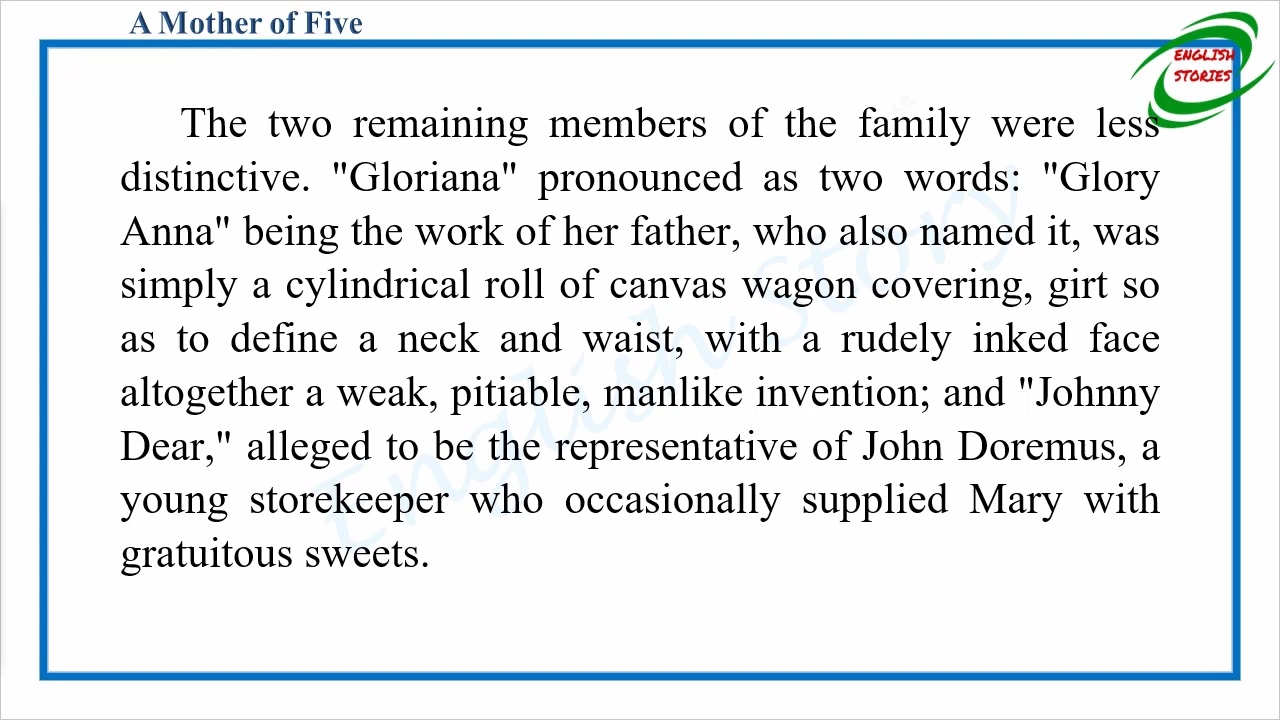 A Mother of Five
ENGLISH
STORIES
The two remaining members of the family were less
distinctive. "Gloriana" pronounced as two words: "Glory
Anna" being the work of her father, who also named it, was
simply a cylindrical roll of canvas wagon covering, girt so
as to define a neck and waist, with a rudely inked face
altogether a weak, pitiable, manlike invention; and "Johnny
Dear," alleged to be the representative of John Doremus, a
young storekeeper who occasionally supplied Mary with
gratuitous sweets.
English Story